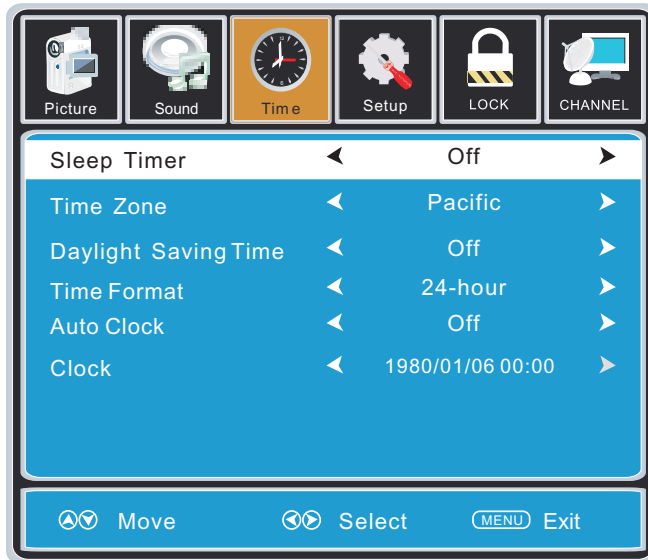 Picture Sound Time Setup LOCK CHANNEL
Sleep Timer Off
Time Zone Pacific
Daylight Saving Time Off
Time Format 24-hour
Auto Clock Off
Clock 1980/01/06 00:00
Move Select MENU Exit